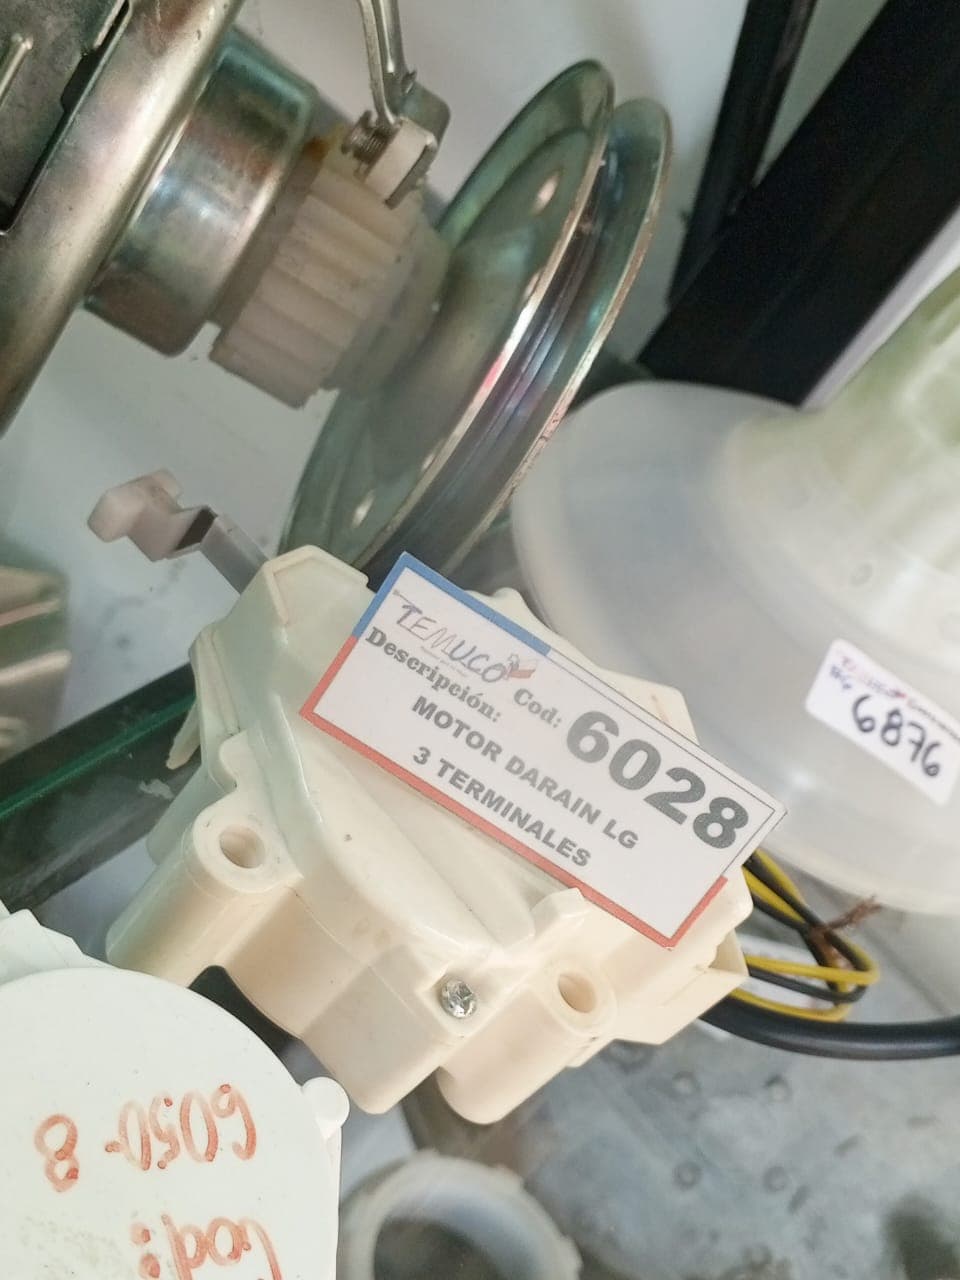 TEMUCO
Cod: 6028
Descripción:
MOTOR DARAIN LG
3 TERMINALES
6876
6050-8
Cod: